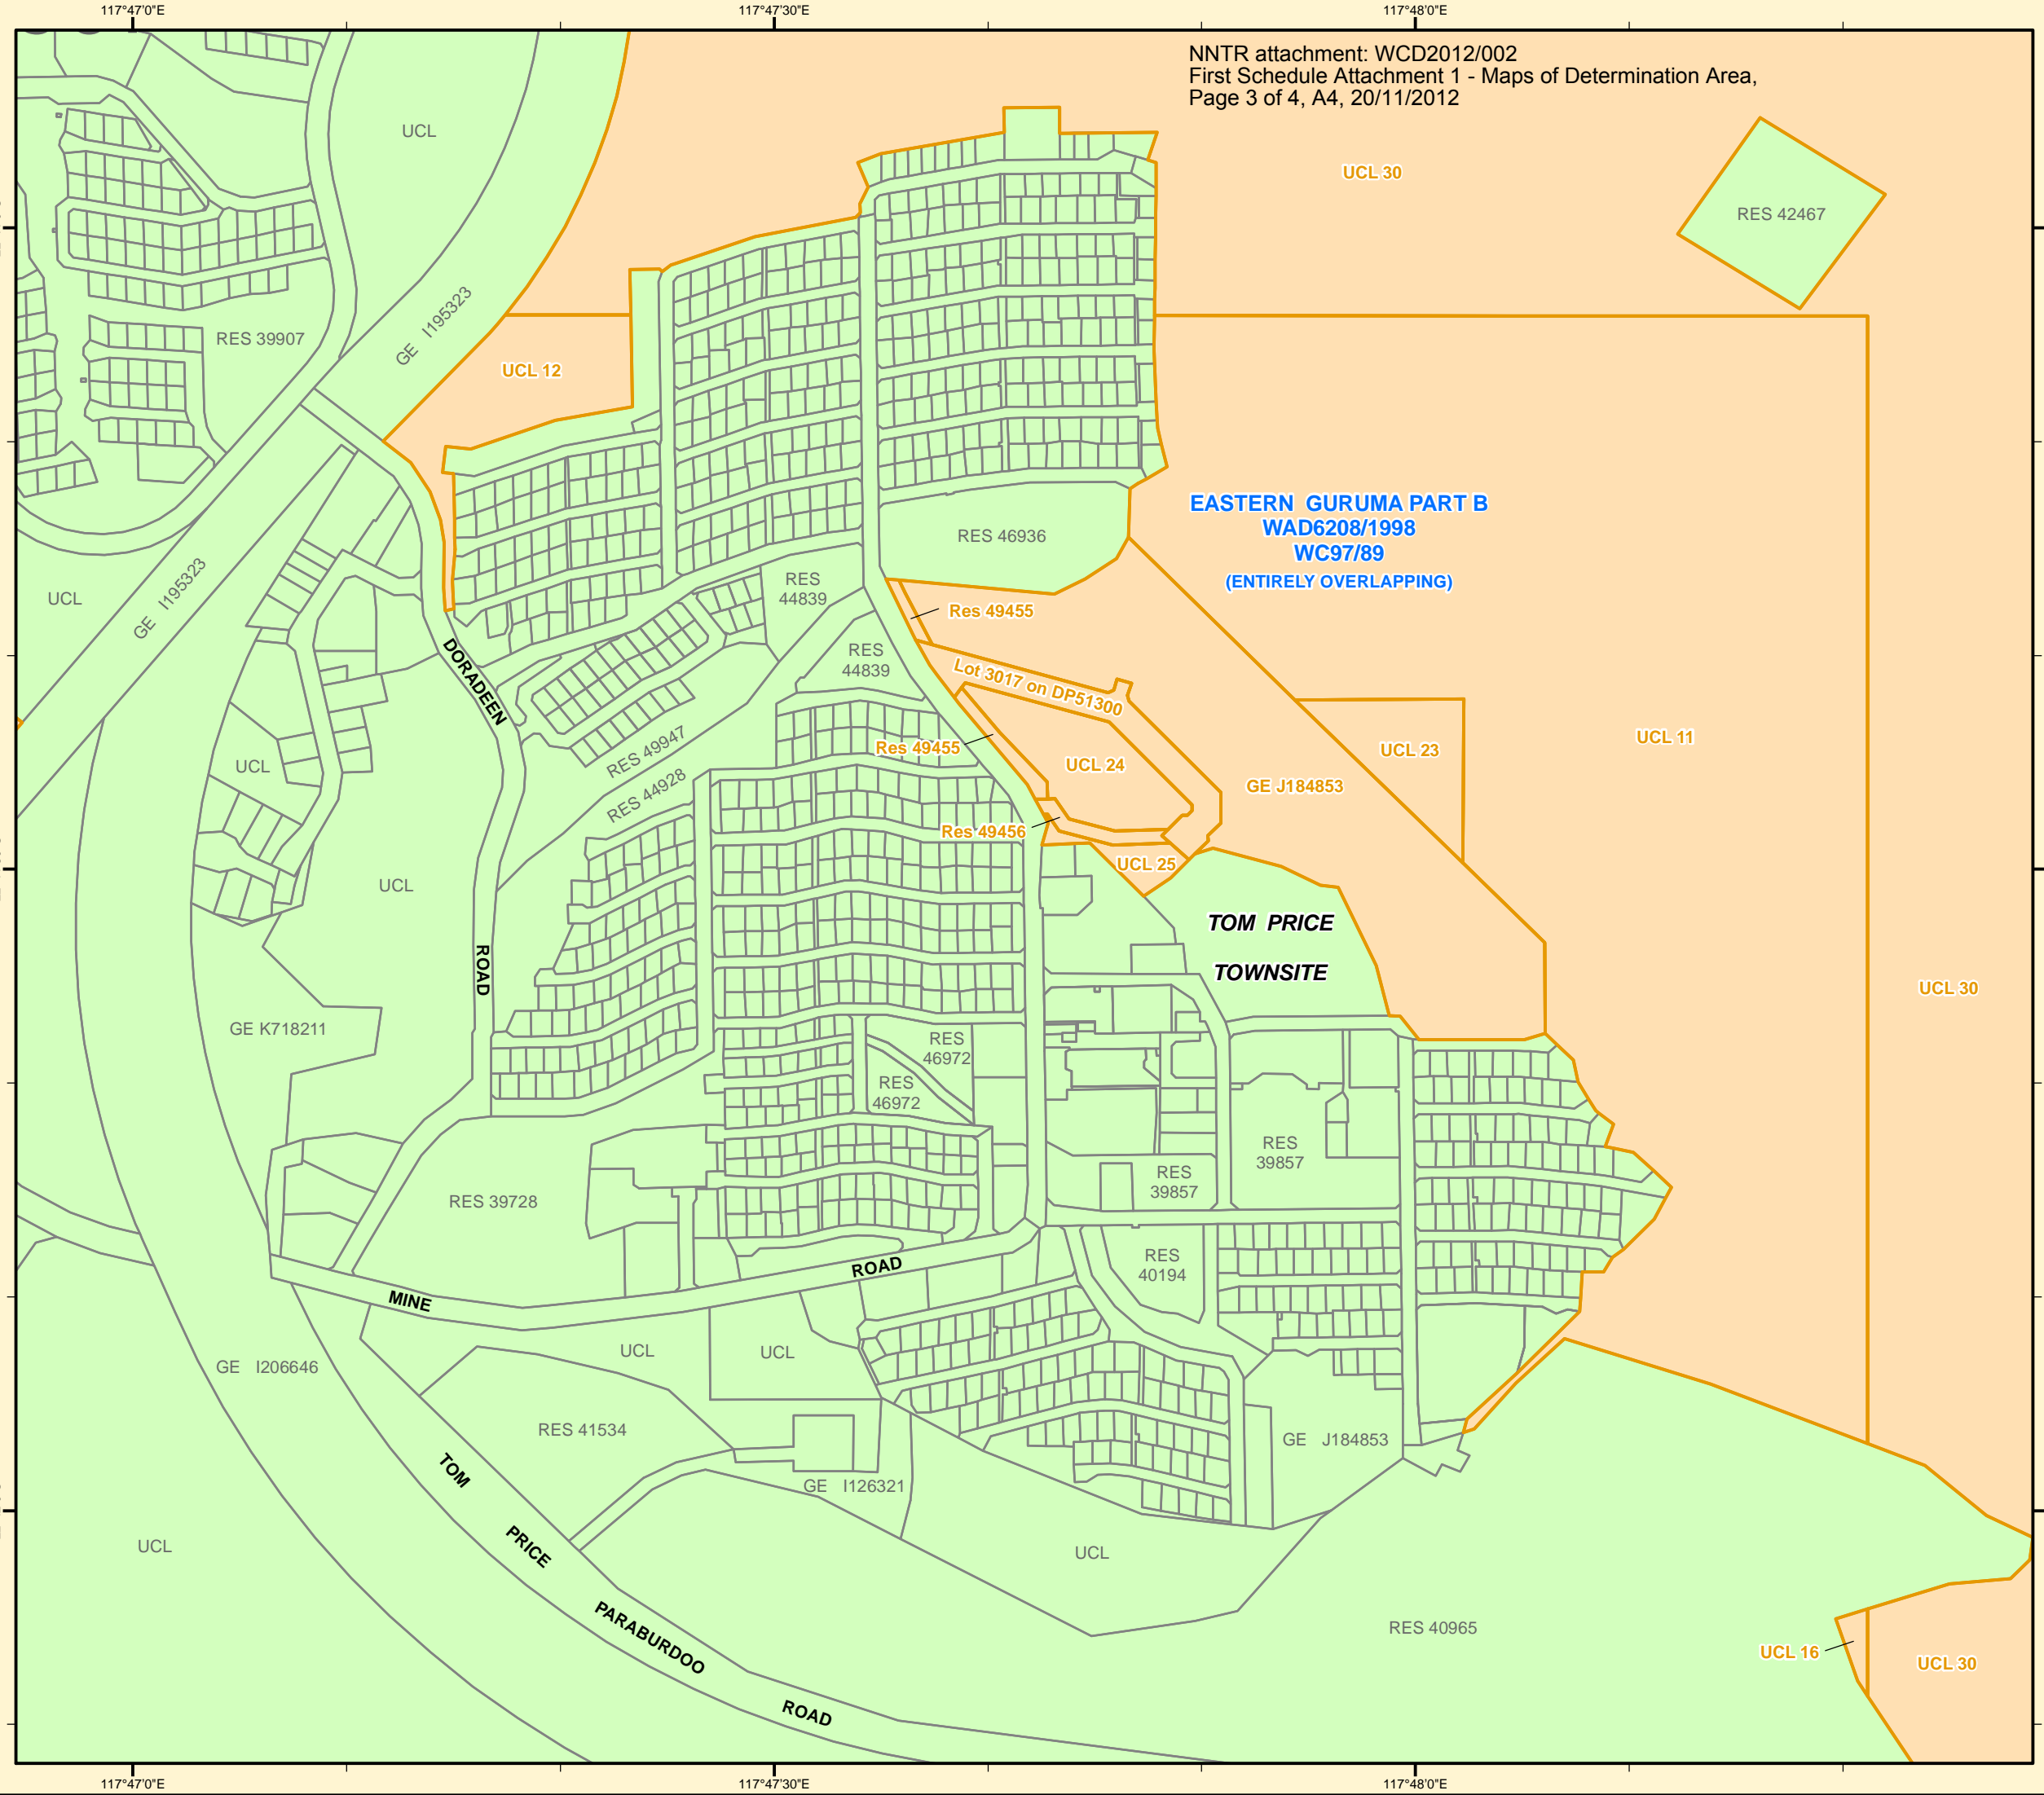 117°47'0"E
117°47'30"E
117°48'0"E
NNTR attachment: WCD2012/002
First Schedule Attachment 1 - Maps of Determination Area,
Page 3 of 4, A4, 20/11/2012
UCL
UCL 30
RES 42467
GE I195323
RES 39907
UCL 12
EASTERN GURUMA PART B
WAD6208/1998
WC97/89
(ENTIRELY OVERLAPPING)
RES 46936
UCL
GE I195323
RES
44839
Res 49455
DORADEEN
RES
44839
Lot 3017 on DP51300
RES 49947
Res 49455
UCL 24
UCL 23
UCL 11
UCL
RES 44928
GE J184853
Res 49456
UCL 25
UCL
TOM PRICE
TOWNSITE
ROAD
UCL 30
GE K718211
RES
46972
RES
46972
RES
39857
RES
39857
RES 39728
RES
40194
ROAD
MINE
UCL
UCL
GE I206646
RES 41534
GE J184853
GE I126321
TOM
PRICE
UCL
UCL
PARABURDOO
RES 40965
UCL 16
UCL 30
ROAD
117°47'0"E
117°47'30"E
117°48'0"E